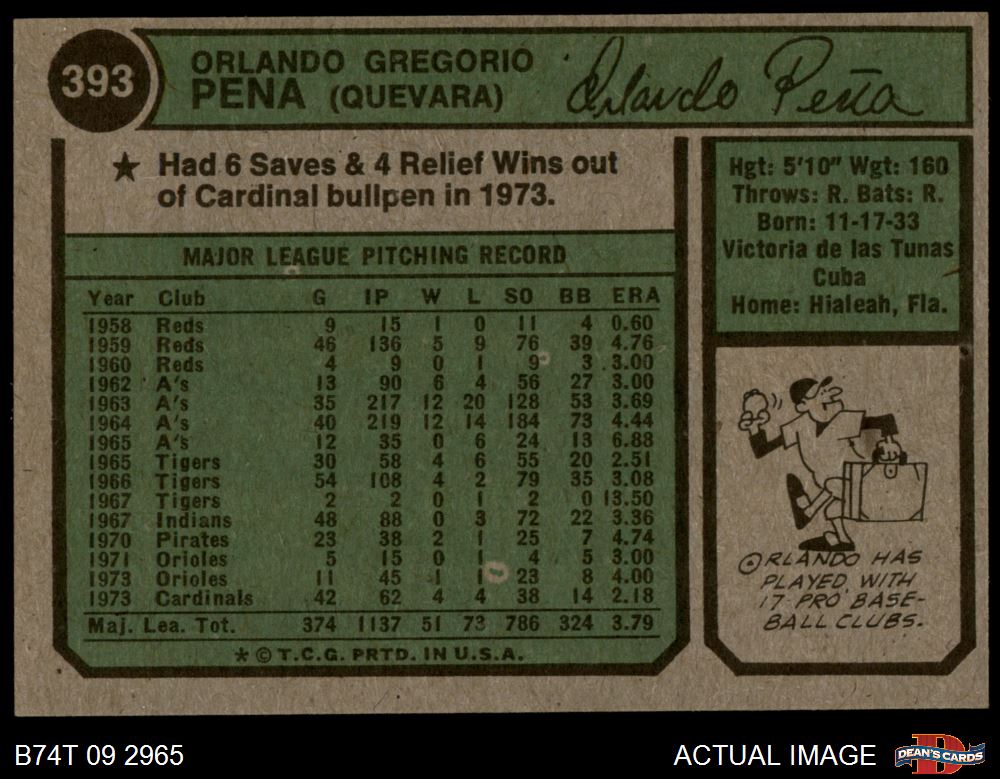 393
ORLANDO GREGORIO
PENA (QUEVARA)
Orlando Peña
★ Had 6 Saves & 4 Relief Wins out
of Cardinal bullpen in 1973.
MAJOR LEAGUE PITCHING RECORD
Year Club G IP W L SO BB ERA
1958 Reds 9 15 1 0 11 4 0.60
1959 Reds 46 136 5 9 76 39 4.76
1960 Reds 4 9 0 1 9 3 3.00
1962 A's 13 90 6 4 56 27 3.00
1963 A's 35 217 12 20 128 53 3.69
1964 A's 40 219 12 14 184 73 4.44
1965 A's 12 35 0 6 24 13 6.88
1965 Tigers 30 58 4 6 55 20 2.51
1966 Tigers 54 108 4 2 79 35 3.08
1967 Tigers 2 2 0 1 2 0 13.50
1967 Indians 48 88 0 3 72 22 3.36
1970 Pirates 23 38 2 1 25 7 4.74
1971 Orioles 5 15 0 1 4 5 3.00
1973 Orioles 11 45 1 1 23 8 4.00
1973 Cardinals 42 62 4 4 38 14 2.18
Maj. Lea. Tot. 374 1137 51 73 786 324 3.79
* © T.C.G. PRTD. IN U.S.A.
Hgt: 5'10" Wgt: 160
Throws: R. Bats: R.
Born: 11-17-33
Victoria de las Tunas
Cuba
Home: Hialeah, Fla.
ORLANDO HAS
PLAYED WITH
17 PRO BASE-
BALL CLUBS.
B74T 09 2965
ACTUAL IMAGE
DEAN'S CARDS